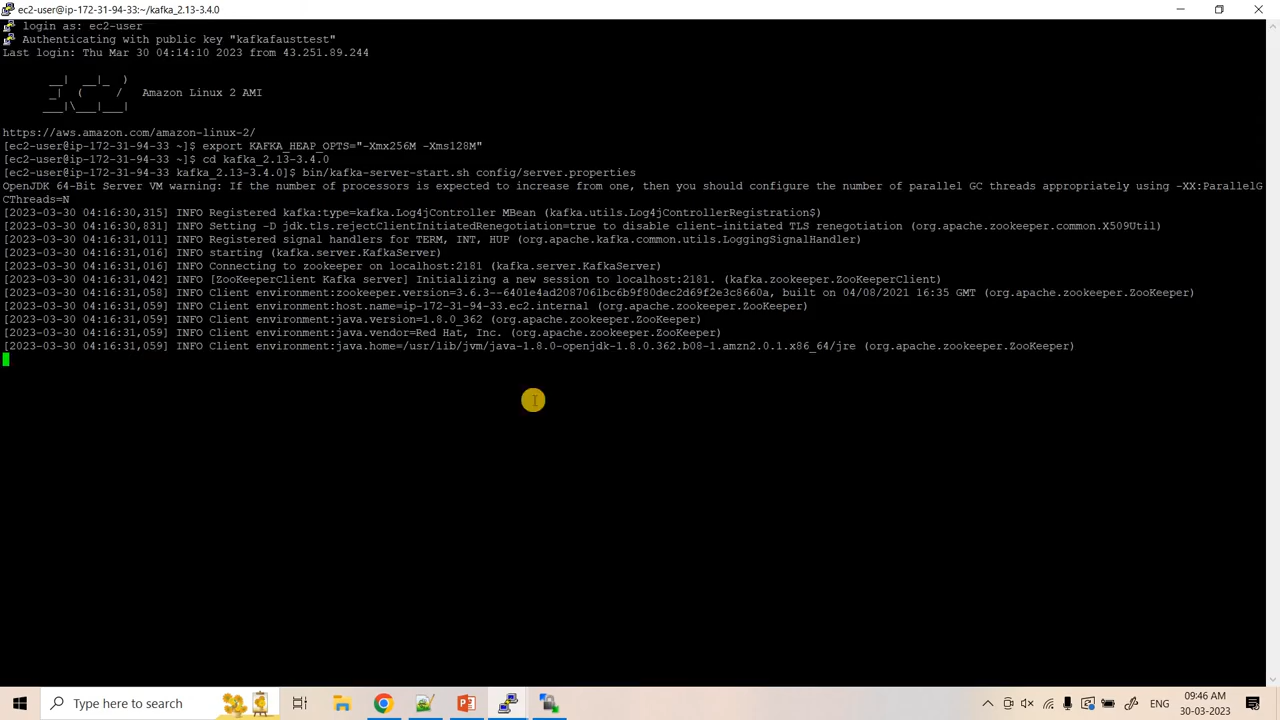 ec2-user@ip-172-31-94-33:~/kafka_2.13-3.4.0
login as: ec2-user
Authenticating with public key "kafkafausttest"
Last login: Thu Mar 30 04:14:10 2023 from 43.251.89.244
__|  __|_  )
_|  (     /   Amazon Linux 2 AMI
___|\___|___|
https://aws.amazon.com/amazon-linux-2/
[ec2-user@ip-172-31-94-33 ~]$ export KAFKA_HEAP_OPTS="-Xmx256M -Xms128M"
[ec2-user@ip-172-31-94-33 ~]$ cd kafka_2.13-3.4.0
[ec2-user@ip-172-31-94-33 kafka_2.13-3.4.0]$ bin/kafka-server-start.sh config/server.properties
OpenJDK 64-Bit Server VM warning: If the number of processors is expected to increase from one, then you should configure the number of parallel GC threads appropriately using -XX:ParallelG
CThreads=N
[2023-03-30 04:16:30,315] INFO Registered kafka:type=kafka.Log4jController MBean (kafka.utils.Log4jControllerRegistration$)
[2023-03-30 04:16:30,831] INFO Setting -D jdk.tls.rejectClientInitiatedRenegotiation=true to disable client-initiated TLS renegotiation (org.apache.zookeeper.common.X509Util)
[2023-03-30 04:16:31,011] INFO Registered signal handlers for TERM, INT, HUP (org.apache.kafka.common.utils.LoggingSignalHandler)
[2023-03-30 04:16:31,016] INFO starting (kafka.server.KafkaServer)
[2023-03-30 04:16:31,016] INFO Connecting to zookeeper on localhost:2181 (kafka.server.KafkaServer)
[2023-03-30 04:16:31,042] INFO [ZooKeeperClient Kafka server] Initializing a new session to localhost:2181. (kafka.zookeeper.ZooKeeperClient)
[2023-03-30 04:16:31,058] INFO Client environment:zookeeper.version=3.6.3--6401e4ad2087061bc6b9f80dec2d69f2e3c8660a, built on 04/08/2021 16:35 GMT (org.apache.zookeeper.ZooKeeper)
[2023-03-30 04:16:31,059] INFO Client environment:host.name=ip-172-31-94-33.ec2.internal (org.apache.zookeeper.ZooKeeper)
[2023-03-30 04:16:31,059] INFO Client environment:java.version=1.8.0_362 (org.apache.zookeeper.ZooKeeper)
[2023-03-30 04:16:31,059] INFO Client environment:java.vendor=Red Hat, Inc. (org.apache.zookeeper.ZooKeeper)
[2023-03-30 04:16:31,059] INFO Client environment:java.home=/usr/lib/jvm/java-1.8.0-openjdk-1.8.0.362.b08-1.amzn2.0.1.x86_64/jre (org.apache.zookeeper.ZooKeeper)
Type here to search
ENG
09:46 AM
30-03-2023